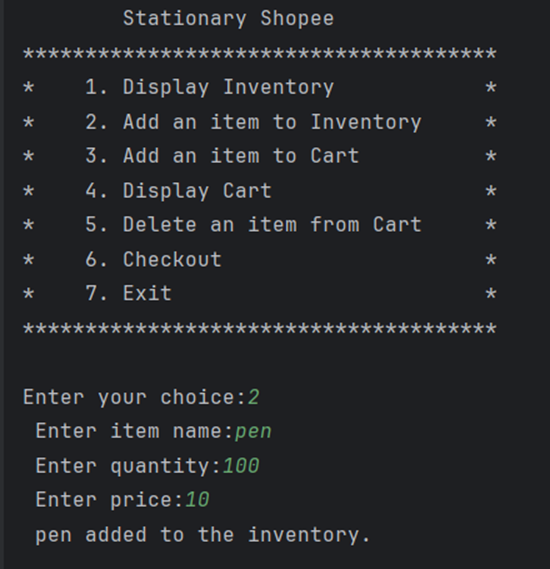 Stationary Shopee
**************************************
*    1. Display Inventory            *
*    2. Add an item to Inventory     *
*    3. Add an item to Cart          *
*    4. Display Cart                 *
*    5. Delete an item from Cart     *
*    6. Checkout                     *
*    7. Exit                         *
**************************************
Enter your choice:2
Enter item name:pen
Enter quantity:100
Enter price:10
pen added to the inventory.